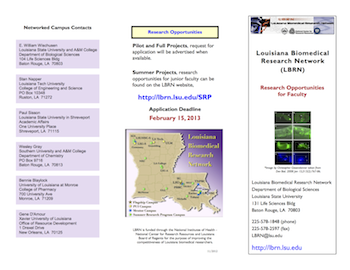 Networked Campus Contacts
E. William Wischusen
Louisiana State University and A&M College
Department of Biological Sciences
104 Life Sciences Bldg
Baton Rouge, LA 70803
Stan Napper
Louisiana Tech University
College of Engineering and Science
PO Box 10348
Ruston, LA 71272
Paul Sisson
Louisiana State University in Shreveport
Academic Affairs
One University Place
Shreveport, LA 71115
Wesley Gray
Southern University and A&M College
Department of Chemistry
PO Box
Baton Rouge, LA 70813
Benny Blaylock
University of Louisiana at Monroe
College of Pharmacy
700 University Ave
Monroe, LA 71209
Gene D'Amour
Xavier University of Louisiana
Office of Resource Development
1 Drexel Drive
New Orleans, LA 70125
Research Opportunities
Pilot and Full Projects, request for
application will be advertised when
available.
Summer Projects, research
opportunities for junior faculty can be
found on the LBRN website,
http://lbrn.lsu.edu/SRP
Application Deadline
February 15, 2013
Louisiana
Biomedical
Research
Network
Flagship Campus
PUI Campus
Network Campus
Summer Research Program Campus
LBRN is funded through the National Institutes of Health -
National Center for Research Resources and Louisiana
Board of Regents for the purpose of improving the
competitiveness of Louisiana biomedical researchers
Louisiana Biomedical
Research Network
(LBRN)
Research Opportunities
for Faculty
Louisiana Biomedical Research Network
Department of Biological Sciences
Louisiana State University
131 Life Sciences Bldg
Baton Rouge, LA 70803
225-578-1848 (phone)
225-578-2597 (fax)
LBRN@lsu.edu
http://lbrn.lsu.edu